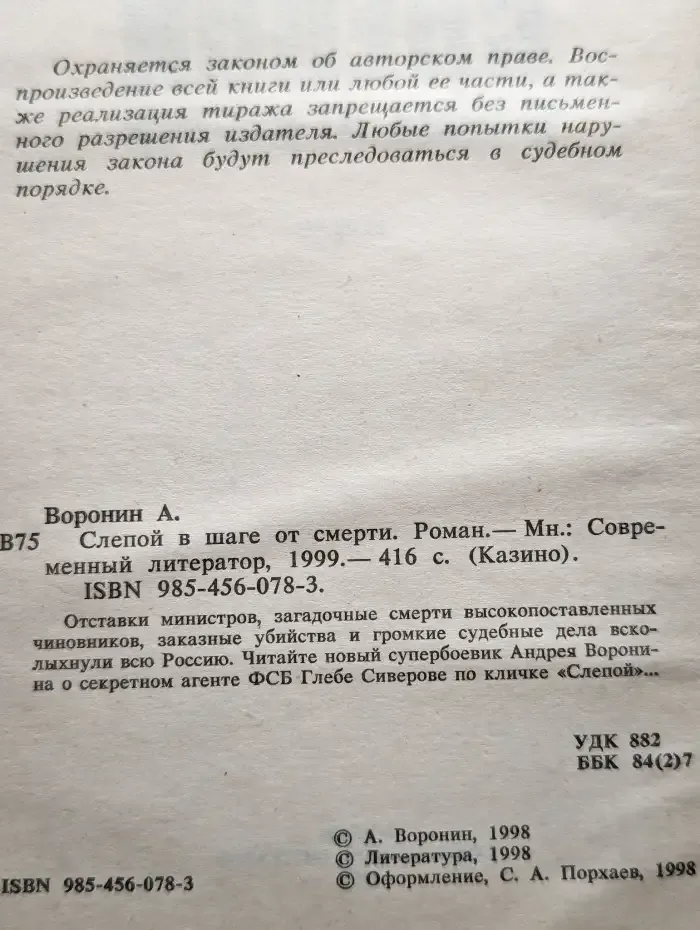 Охраняется законом об авторском праве. Вос-
произведение всей книги или любой ее части, а так-
же реализация тиража запрещается без письмен-
ного разрешения издателя. Любые попытки нару-
шения закона будут преследоваться в судебном
порядке.
Воронин А.
В75 Слепой в шаге от смерти. Роман.— Мн.: Совре-
менный литератор, 1999.— 416 с. (Казино).
ISBN 985-456-078-3.
Отставки министров, загадочные смерти высокопоставленных
чиновников, заказные убийства и громкие судебные дела вско-
лыхнули всю Россию. Читайте новый супербоевик Андрея Ворони-
на о секретном агенте ФСБ Глебе Сиверове по кличке «Слепой»...
УДК 882
ББК 84(2)7
© А. Воронин, 1998
© Литература, 1998
© Оформление, С. А. Порхаев, 1998
ISBN 985-456-078-3